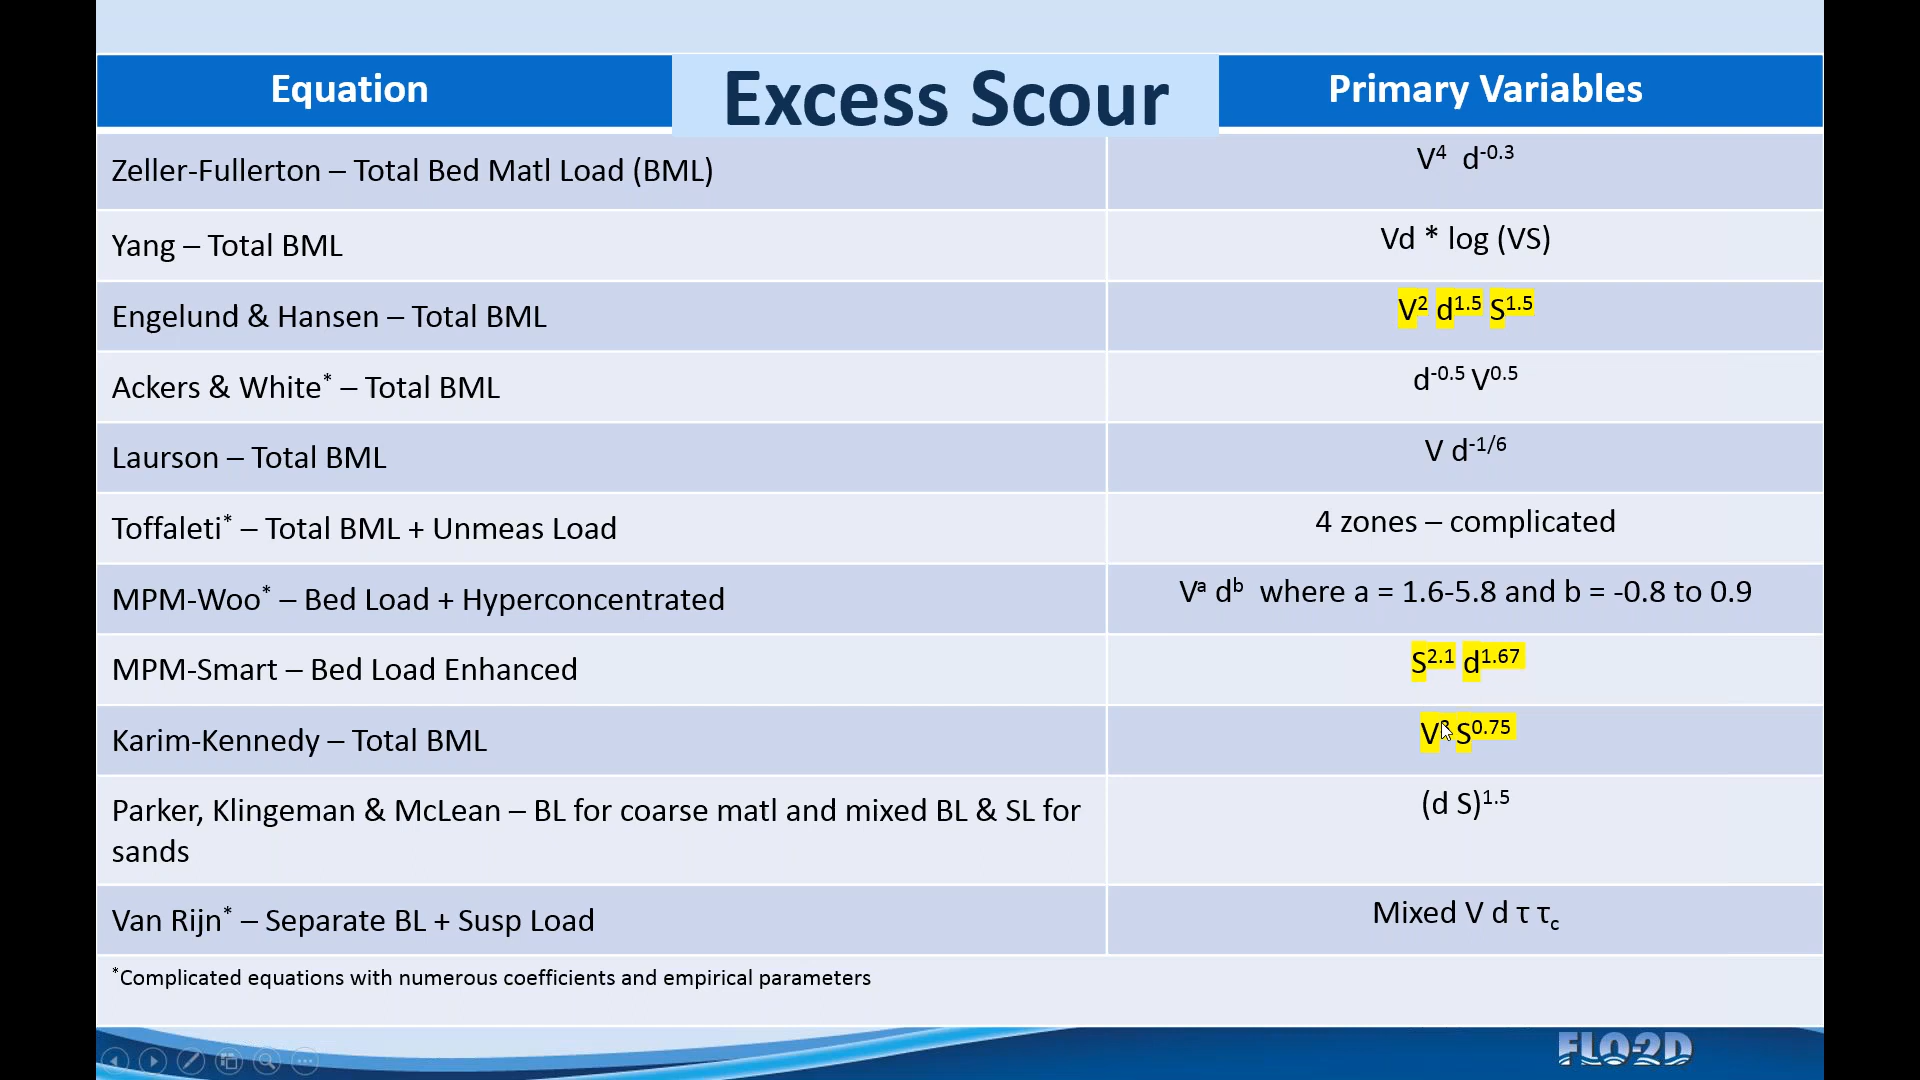 Equation
Excess Scour
Primary Variables
Zeller-Fullerton – Total Bed Matl Load (BML)
V⁴ d⁻⁰·³
Yang – Total BML
Vd * log (VS)
Engelund & Hansen – Total BML
V² d¹·⁵ S¹·⁵
Ackers & White* – Total BML
d⁻⁰·⁵ V⁰·⁵
Laurson – Total BML
V d⁻¹/⁶
Toffaleti* – Total BML + Unmeas Load
4 zones – complicated
MPM-Woo* – Bed Load + Hyperconcentrated
Vᵃ dᵇ where a = 1.6-5.8 and b = -0.8 to 0.9
MPM-Smart – Bed Load Enhanced
S²·¹ d¹·⁶⁷
Karim-Kennedy – Total BML
V S⁰·⁷⁵
Parker, Klingeman & McLean – BL for coarse matl and mixed BL & SL for
sands
(d S)¹·⁵
Van Rijn* – Separate BL + Susp Load
Mixed V d τ τc
*Complicated equations with numerous coefficients and empirical parameters
FLO-2D